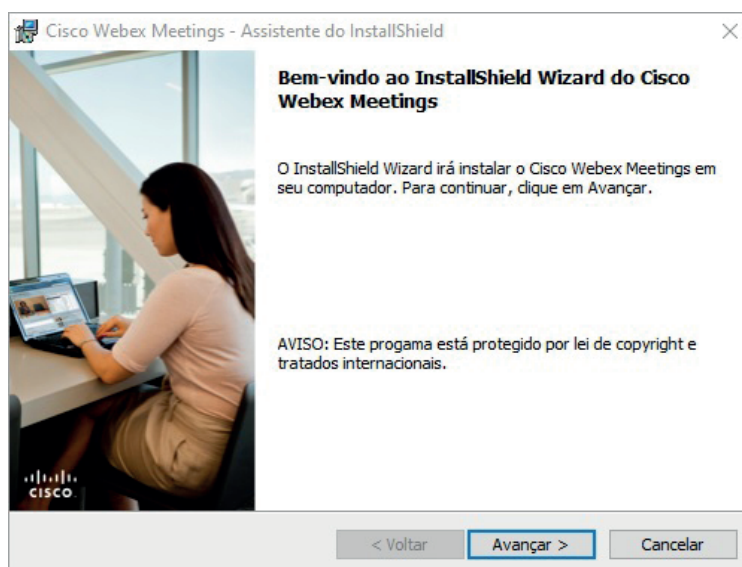 Cisco Webex Meetings - Assistente do InstallShield
Bem-vindo ao InstallShield Wizard do Cisco
Webex Meetings
O InstallShield Wizard irá instalar o Cisco Webex Meetings em
seu computador. Para continuar, clique em Avançar.
AVISO: Este progama está protegido por lei de copyright e
tratados internacionais.
CISCO
< Voltar
Avançar >
Cancelar